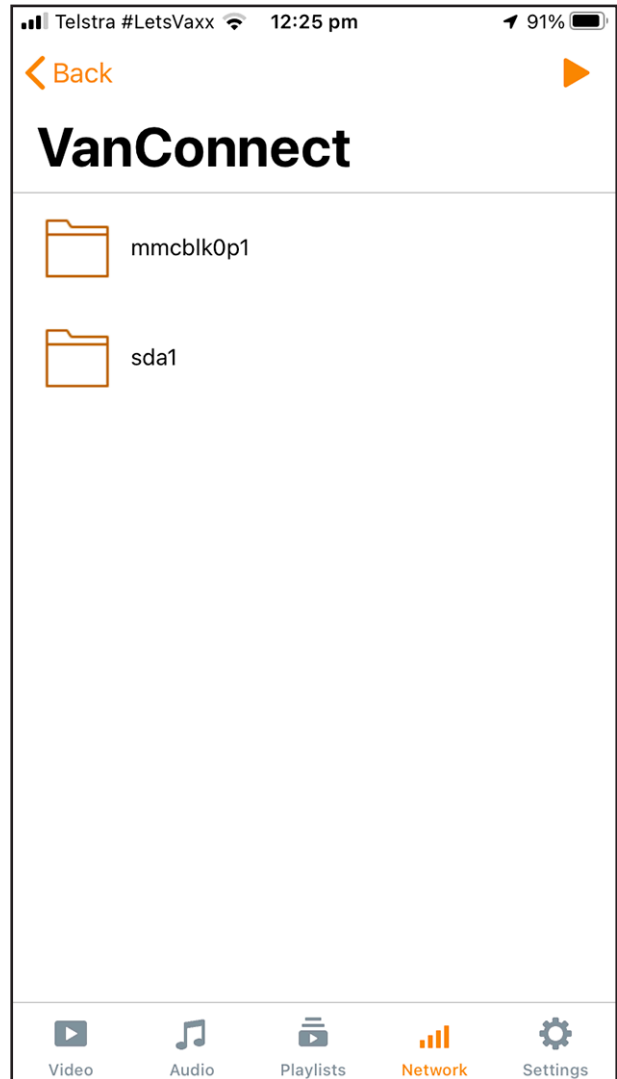 Telstra #LetsVaxx 12:25 pm 91%
Back
VanConnect
mmcblk0p1
sda1
Video Audio Playlists Network Settings